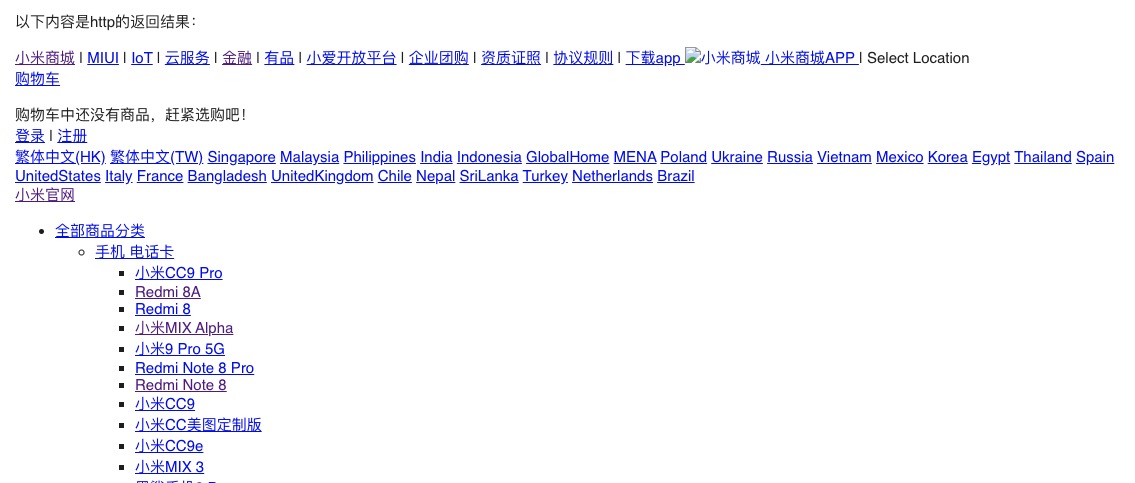 以下内容是http的返回结果：
小米商城 | MIUI | IoT | 云服务 | 金融 | 有品 | 小爱开放平台 | 企业团购 | 资质证照 | 协议规则 | 下载app 小米商城 小米商城APP | Select Location
购物车
购物车中还没有商品，赶紧选购吧！
登录 | 注册
繁体中文(HK) 繁体中文(TW) Singapore Malaysia Philippines India Indonesia GlobalHome MENA Poland Ukraine Russia Vietnam Mexico Korea Egypt Thailand Spain
UnitedStates Italy France Bangladesh UnitedKingdom Chile Nepal SriLanka Turkey Netherlands Brazil
小米官网
全部商品分类
手机 电话卡
小米CC9 Pro
Redmi 8A
Redmi 8
小米MIX Alpha
小米9 Pro 5G
Redmi Note 8 Pro
Redmi Note 8
小米CC9
小米CC美图定制版
小米CC9e
小米MIX 3